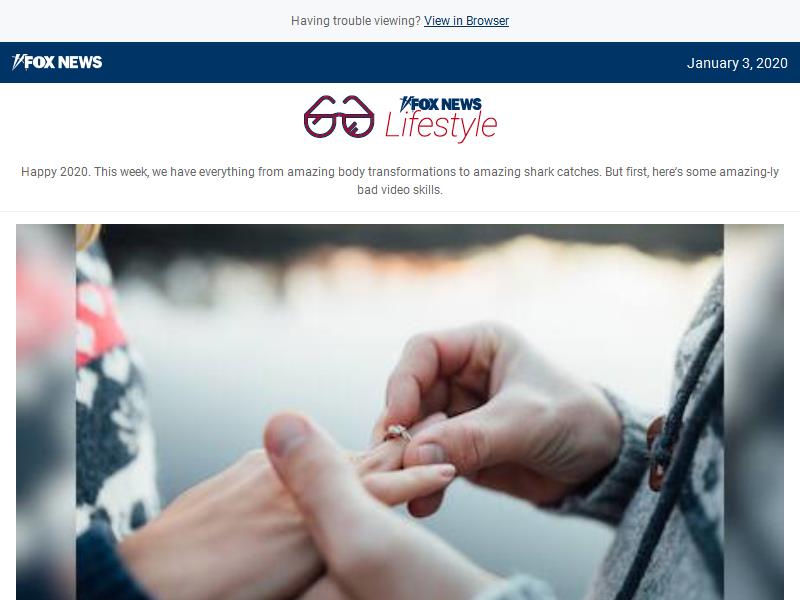 Having trouble viewing? View in Browser
FOX NEWS
January 3, 2020
FOX NEWS
Lifestyle
Happy 2020. This week, we have everything from amazing body transformations to amazing shark catches. But first, here's some amazing-ly
bad video skills.